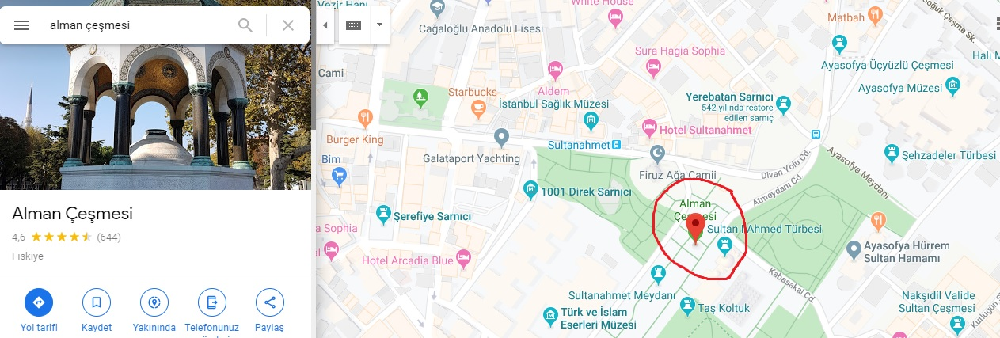 alman çeşmesi
Alman Çeşmesi
4,6
(644)
Fıskiye
Yol tarifi
Kaydet
Yakınında
Telefonunuz
Paylaş
Vezir Hanı
White House
Cağaloğlu Anadolu Lisesi
Matbah
Soğuk Çeşme Sk.
Sura Hagia Sophia
Ayasofya Üçyüzlü Çeşmesi
Halı M
Cami
Starbucks
Aldem
İstanbul Sağlık Müzesi
Yerebatan Sarnıcı
542 yılında restore
edilen sarnıç
Ayasofya Müzesi
Burger King
Hotel Sultanahmet
Sultanahmet
Galataport Yachting
Bim
Firuz Ağa Camii
Divan Yolu Cd.
Ayasofya Meydanı
Şehzadeler Türbesi
1001 Direk Sarnıcı
Atmeydanı Cd.
Alman
Çeşmesi
Şerefiye Sarnıcı
Sultan I Ahmed Türbesi
a Sophia
al
Hotel Arcadia Blue
Ayasofya Hürrem
Sultan Hamamı
Kabasakal Cd.
Sultanahmet Meydanı
Taş Koltuk
Nakşıdil Valide
Sultan Çeşmesi
Türk ve İslam
Eserleri Müzesi
Kutlugün S